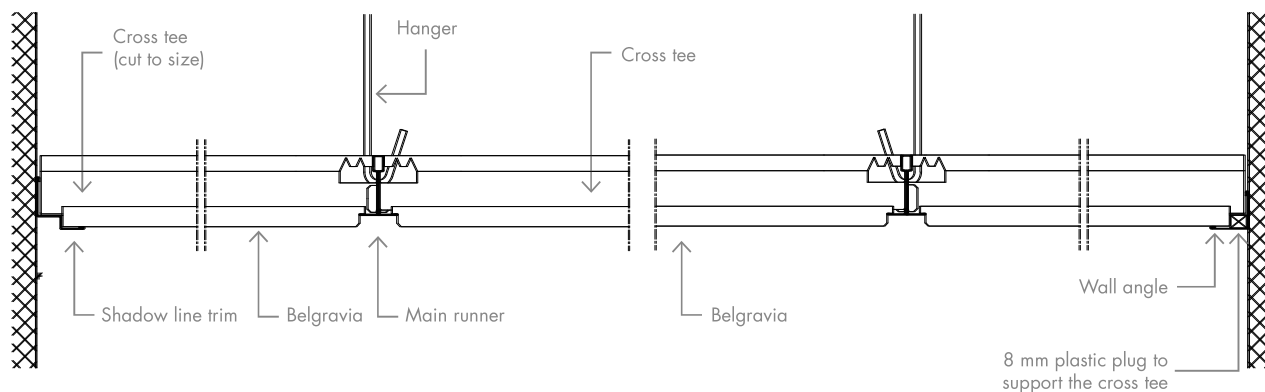 Cross tee
(cut to size)
Hanger
Cross tee
Shadow line trim
Belgravia
Main runner
Belgravia
Wall angle
8 mm plastic plug to
support the cross tee